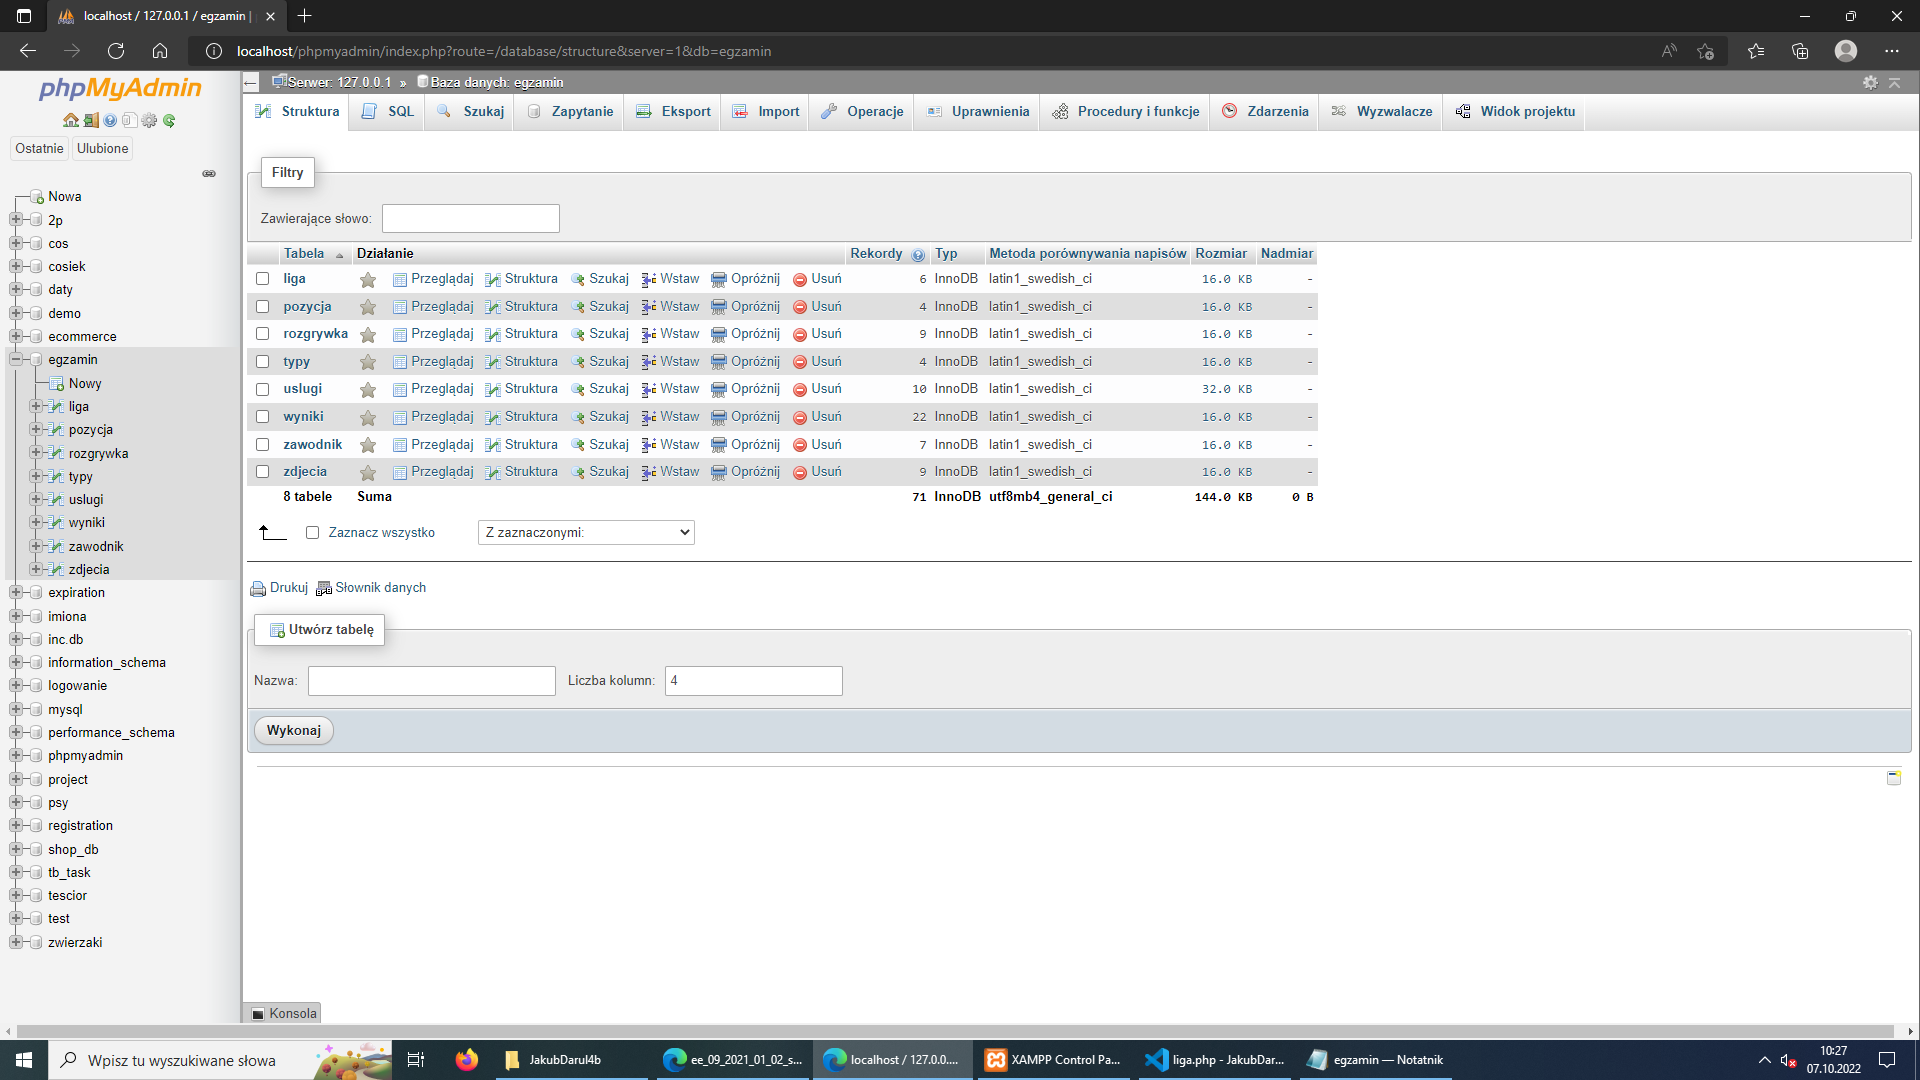 localhost / 127.0.0.1 / egzamin |
localhost/phpmyadmin/index.php?route=/database/structure&server=1&db=egzamin
phpMyAdmin
Ostatnie
Ulubione
Nowa
2p
cos
cosiek
daty
demo
ecommerce
egzamin
Nowy
liga
pozycja
rozgrywka
typy
uslugi
wyniki
zawodnik
zdjecia
expiration
imiona
inc.db
information_schema
logowanie
mysql
performance_schema
phpmyadmin
project
psy
registration
shop_db
tb_task
tescior
test
zwierzaki
Serwer: 127.0.0.1 » Baza danych: egzamin
Struktura SQL Szukaj Zapytanie Eksport Import Operacje Uprawnienia Procedury i funkcje Zdarzenia Wyzwalacze Widok projektu
Filtry
Zawierające słowo:
Tabela Działanie Rekordy Typ Metoda porównywania napisów Rozmiar Nadmiar
liga Przeglądaj Struktura Szukaj Wstaw Opróżnij Usuń 6 InnoDB latin1_swedish_ci 16.0 KB -
pozycja Przeglądaj Struktura Szukaj Wstaw Opróżnij Usuń 4 InnoDB latin1_swedish_ci 16.0 KB -
rozgrywka Przeglądaj Struktura Szukaj Wstaw Opróżnij Usuń 9 InnoDB latin1_swedish_ci 16.0 KB -
typy Przeglądaj Struktura Szukaj Wstaw Opróżnij Usuń 4 InnoDB latin1_swedish_ci 16.0 KB -
uslugi Przeglądaj Struktura Szukaj Wstaw Opróżnij Usuń 10 InnoDB latin1_swedish_ci 32.0 KB -
wyniki Przeglądaj Struktura Szukaj Wstaw Opróżnij Usuń 22 InnoDB latin1_swedish_ci 16.0 KB -
zawodnik Przeglądaj Struktura Szukaj Wstaw Opróżnij Usuń 7 InnoDB latin1_swedish_ci 16.0 KB -
zdjecia Przeglądaj Struktura Szukaj Wstaw Opróżnij Usuń 9 InnoDB latin1_swedish_ci 16.0 KB -
8 tabele Suma 71 InnoDB utf8mb4_general_ci 144.0 KB 0 B
Zaznacz wszystko Z zaznaczonymi:
Drukuj Słownik danych
Utwórz tabelę
Nazwa: Liczba kolumn: 4
Wykonaj
Konsola
Wpisz tu wyszukiwane słowa
JakubDarul4b
ee_09_2021_01_02_s...
localhost / 127.0.0....
XAMPP Control Pa...
liga.php - JakubDar...
egzamin — Notatnik
10:27
07.10.2022